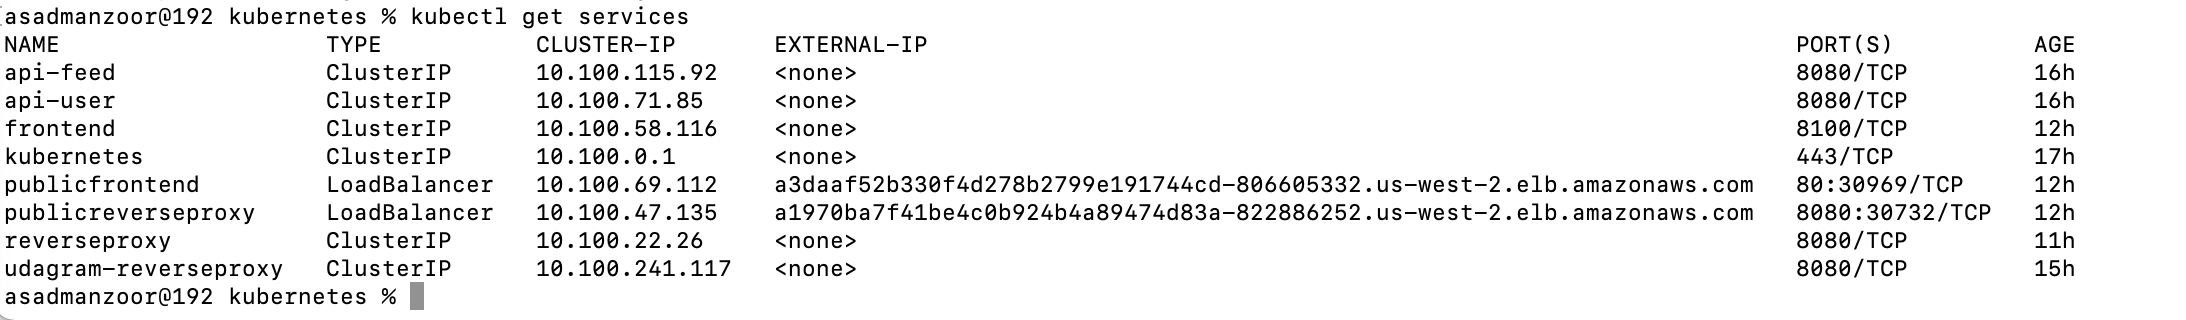 asadmanzoor@192 kubernetes % kubectl get services
NAME TYPE CLUSTER-IP EXTERNAL-IP PORT(S) AGE
api-feed ClusterIP 10.100.115.92 <none> 8080/TCP 16h
api-user ClusterIP 10.100.71.85 <none> 8080/TCP 16h
frontend ClusterIP 10.100.58.116 <none> 8100/TCP 12h
kubernetes ClusterIP 10.100.0.1 <none> 443/TCP 17h
publicfrontend LoadBalancer 10.100.69.112 a3daaf52b330f4d278b2799e191744cd-806605332.us-west-2.elb.amazonaws.com 80:30969/TCP 12h
publicreverseproxy LoadBalancer 10.100.47.135 a1970ba7f41be4c0b924b4a89474d83a-822886252.us-west-2.elb.amazonaws.com 8080:30732/TCP 12h
reverseproxy ClusterIP 10.100.22.26 <none> 8080/TCP 11h
udagram-reverseproxy ClusterIP 10.100.241.117 <none> 8080/TCP 15h
asadmanzoor@192 kubernetes %